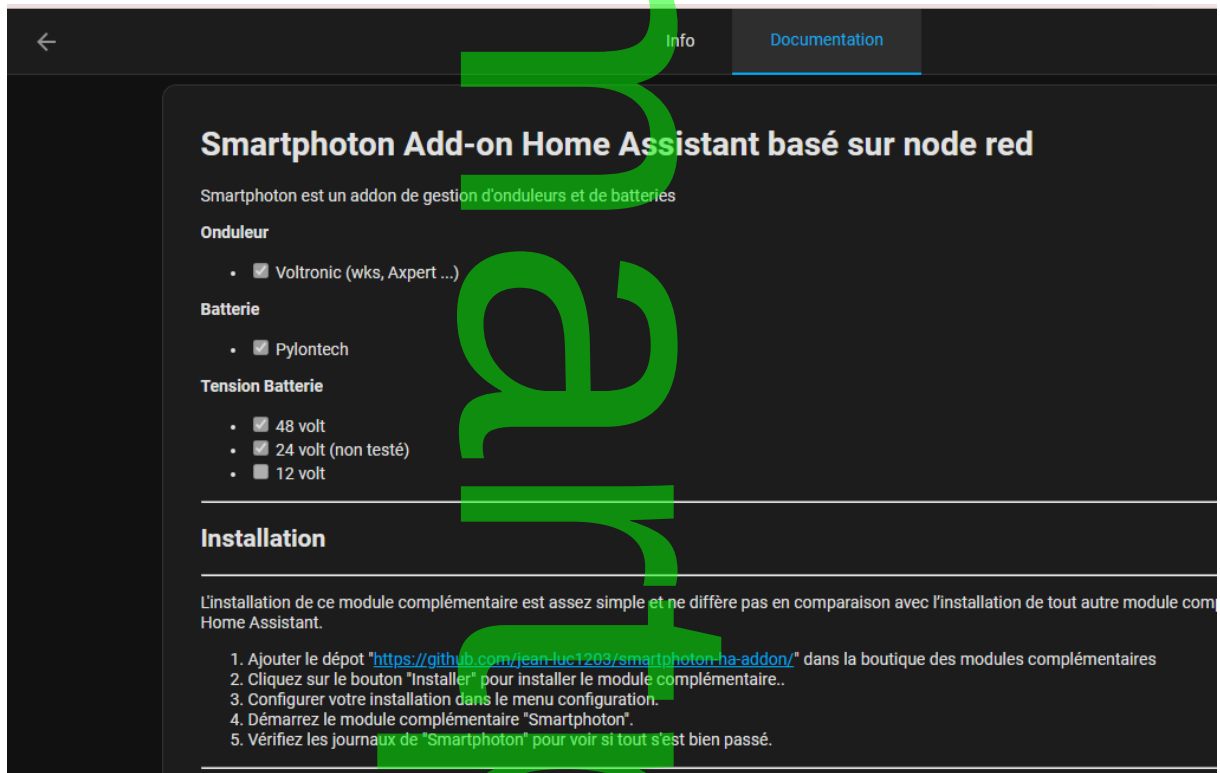 Info
Documentation
Smartphoton Add-on Home Assistant basé sur node red
Smartphoton est un addon de gestion d'onduleurs et de batteries
Onduleur
Voltronic (wks, Axpert ...)
Batterie
Pylontech
Tension Batterie
48 volt
24 volt (non testé)
12 volt
Installation
L'installation de ce module complémentaire est assez simple et ne diffère pas en comparaison avec l'installation de tout autre module
Home Assistant.
1. Ajouter le dépot "https://github.com/jean-luc1203/smartphoton-ha-addon/" dans la boutique des modules complémentaires
2. Cliquez sur le bouton "Installer" pour installer le module complémentaire..
3. Configurer votre installation dans le menu configuration.
4. Démarrez le module complémentaire "Smartphoton".
5. Vérifiez les journaux de "Smartphoton" pour voir si tout s'est bien passé.